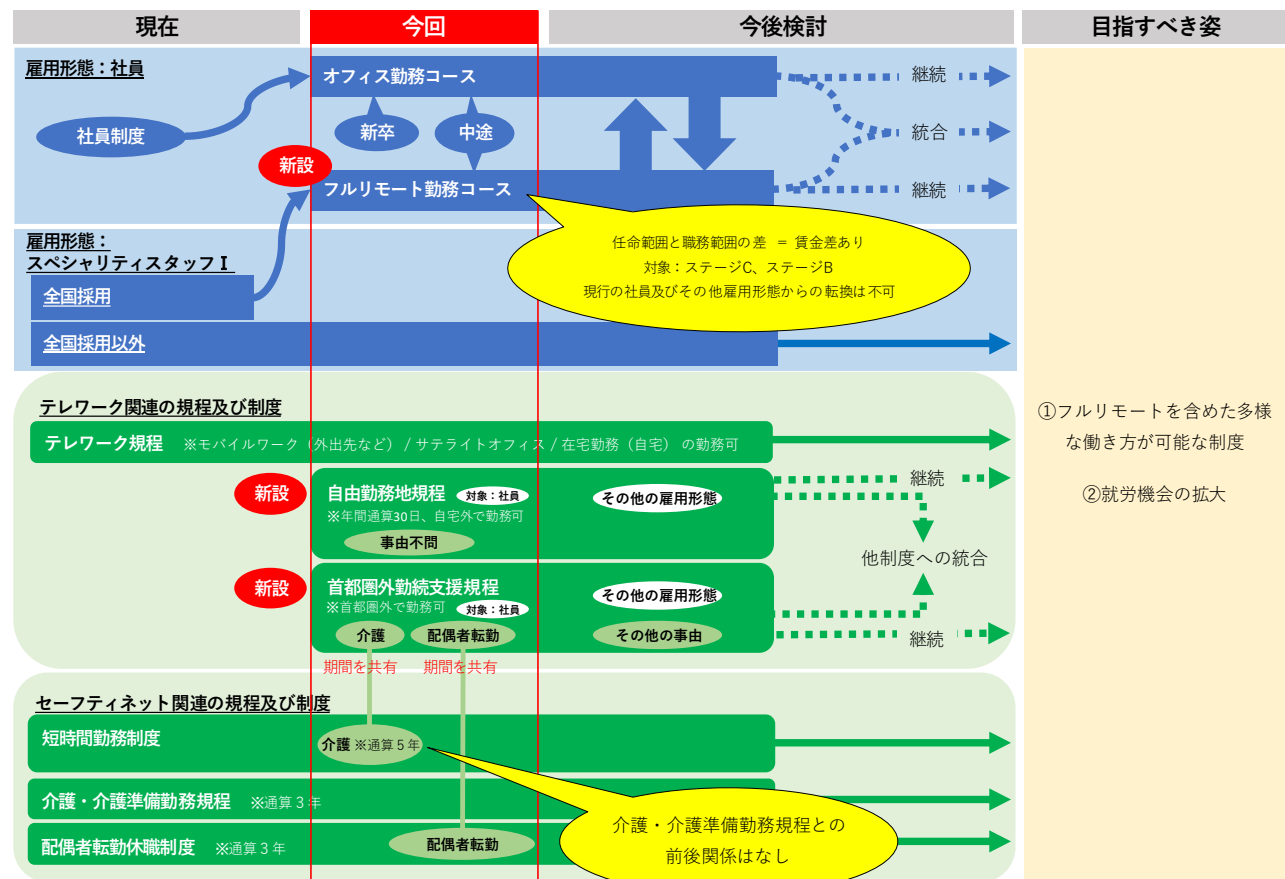 現在
今回
今後検討
目指すべき姿
雇用形態：社員
社員制度
オフィス勤務コース
新卒
中途
新設
フルリモート勤務コース
継続
統合
継続
任命範囲と職務範囲の差 ＝ 賃金差あり
対象：ステージC、ステージB
現行の社員及びその他雇用形態からの転換は不可
雇用形態：
スペシャリティスタッフⅠ
全国採用
全国採用以外
テレワーク関連の規程及び制度
テレワーク規程 ※モバイルワーク（外出先など）/ サテライトオフィス / 在宅勤務（自宅）の勤務可
新設
自由勤務地規程 対象：社員
※年間通算30日、自宅外で勤務可
事由不問
その他の雇用形態
継続
他制度への統合
新設
首都圏外勤続支援規程
※首都圏外で勤務可 対象：社員
介護 配偶者転勤
その他の雇用形態
その他の事由
継続
期間を共有 期間を共有
①フルリモートを含めた多様
な働き方が可能な制度
②就労機会の拡大
セーフティネット関連の規程及び制度
短時間勤務制度
介護 ※通算５年
介護・介護準備勤務規程 ※通算３年
配偶者転勤休職制度 ※通算３年
配偶者転勤
介護・介護準備勤務規程との
前後関係はなし